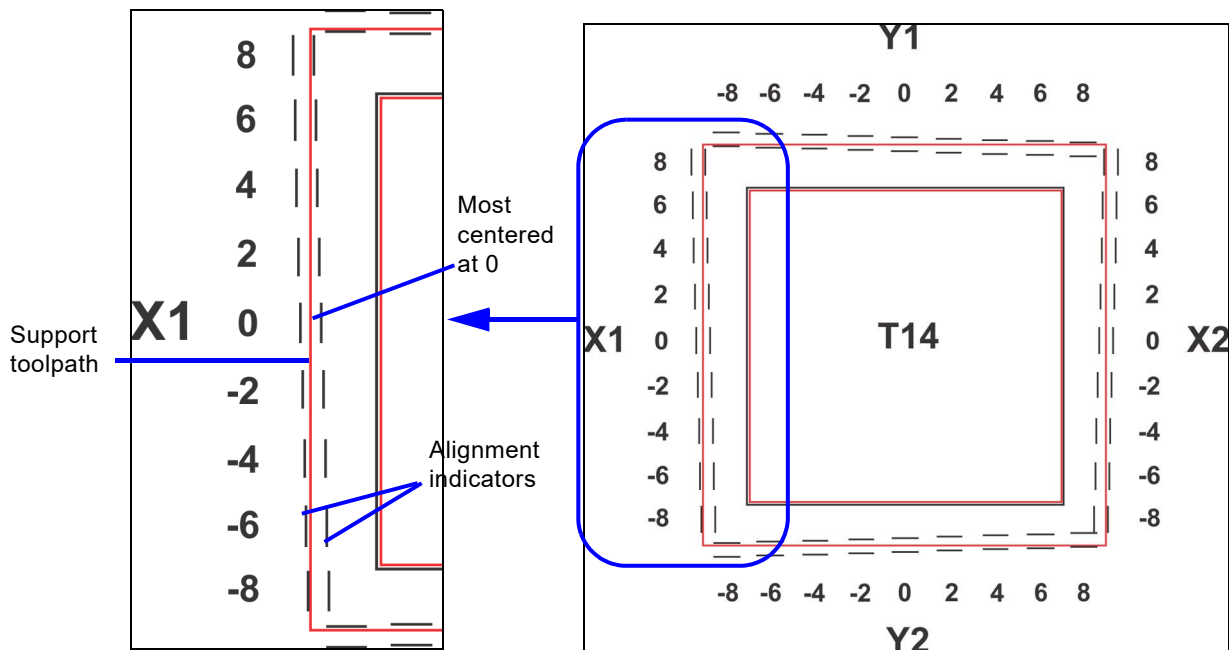 8
6
4
2
X1 0
-2
-4
-6
-8
Support
toolpath
Most
centered
at 0
Alignment
indicators
Y1
-8 -6 -4 -2 0 2 4 6 8
8 8
6 6
4 4
2 2
X1 0 T14 0 X2
-2 -2
-4 -4
-6 -6
-8 -8
-8 -6 -4 -2 0 2 4 6 8
Y2